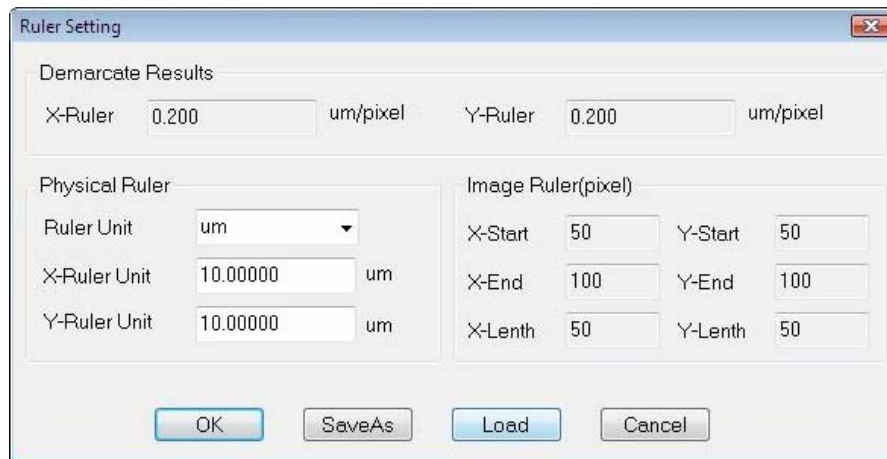 Ruler Setting
Demarcate Results
X-Ruler 0.200 um/pixel Y-Ruler 0.200 um/pixel
Physical Ruler
Ruler Unit um
X-Ruler Unit 10.00000 um
Y-Ruler Unit 10.00000 um
Image Ruler(pixel)
X-Start 50 Y-Start 50
X-End 100 Y-End 100
X-Lenth 50 Y-Lenth 50
OK SaveAs Load Cancel